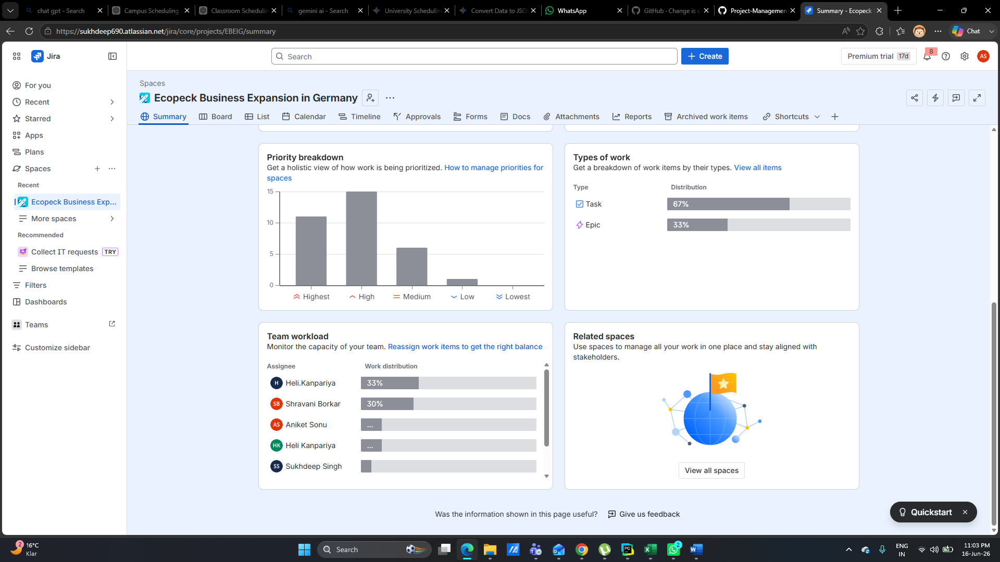 chat gpt - Search
Campus Scheduling
Classroom Schedulin
gemini ai - Search
University Schedulin
Convert Data to JSO
WhatsApp
GitHub · Change is c
Project-Management
Summary - Ecopeck
https://sukhdeep690.atlassian.net/jira/core/projects/EBEIG/summary
Chat
Jira
Search
Create
Premium trial 17d
8
AS
For you
Recent
Starred
Apps
Plans
Spaces
Recent
Ecopeck Business Exp...
More spaces
Recommended
Collect IT requests TRY
Browse templates
Filters
Dashboards
Teams
Customize sidebar
Spaces
Ecopeck Business Expansion in Germany
Summary
Board
List
Calendar
Timeline
Approvals
Forms
Docs
Attachments
Reports
Archived work items
Shortcuts
Priority breakdown
Get a holistic view of how work is being prioritized. How to manage priorities for
spaces
15
10
5
0
Highest
High
Medium
Low
Lowest
Types of work
Get a breakdown of work items by their types. View all items
Type Distribution
Task 67%
Epic 33%
Team workload
Monitor the capacity of your team. Reassign work items to get the right balance
Assignee Work distribution
H Heli.Kanpariya 33%
SB Shravani Borkar 30%
AS Aniket Sonu ...
HK Heli Kanpariya ...
SS Sukhdeep Singh
Related spaces
Use spaces to manage all your work in one place and stay aligned with
stakeholders.
View all spaces
Was the information shown in this page useful? Give us feedback
Quickstart
2
16°C
Klar
Search
PC
2
ENG
IN
11:03 PM
16-Jun-26